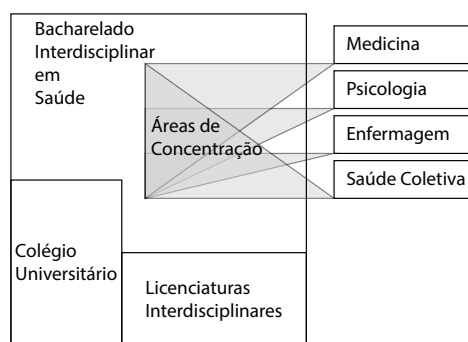 Bacharelado
Interdisciplinar
em
Saúde
Áreas de
Concentração
Medicina
Psicologia
Enfermagem
Saúde Coletiva
Colégio
Universitário
Licenciaturas
Interdisciplinares